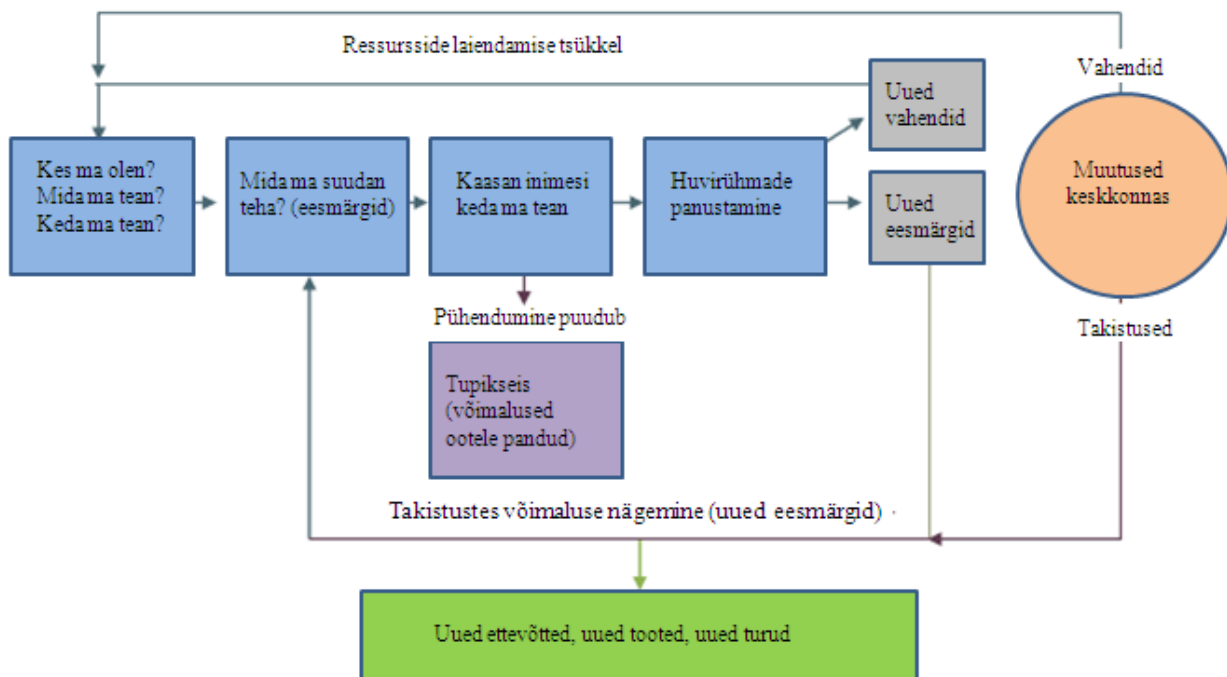 Ressursside laiendamise tsükkel
Vahendid
Uued
vahendid
Kes ma olen?
Mida ma tean?
Keda ma tean?
Mida ma suudan
teha? (eesmärgid)
Kaasan inimesi
keda ma tean
Huvirühmade
panustamine
Uued
eesmärgid
Muutused
keskkonnas
Pühendumine puudub
Takistused
Tupikseis
(võimalused
ootele pandud)
Takistustes võimaluse nägemine (uued eesmärgid)
Uued ettevõtted, uued tooted, uued turud